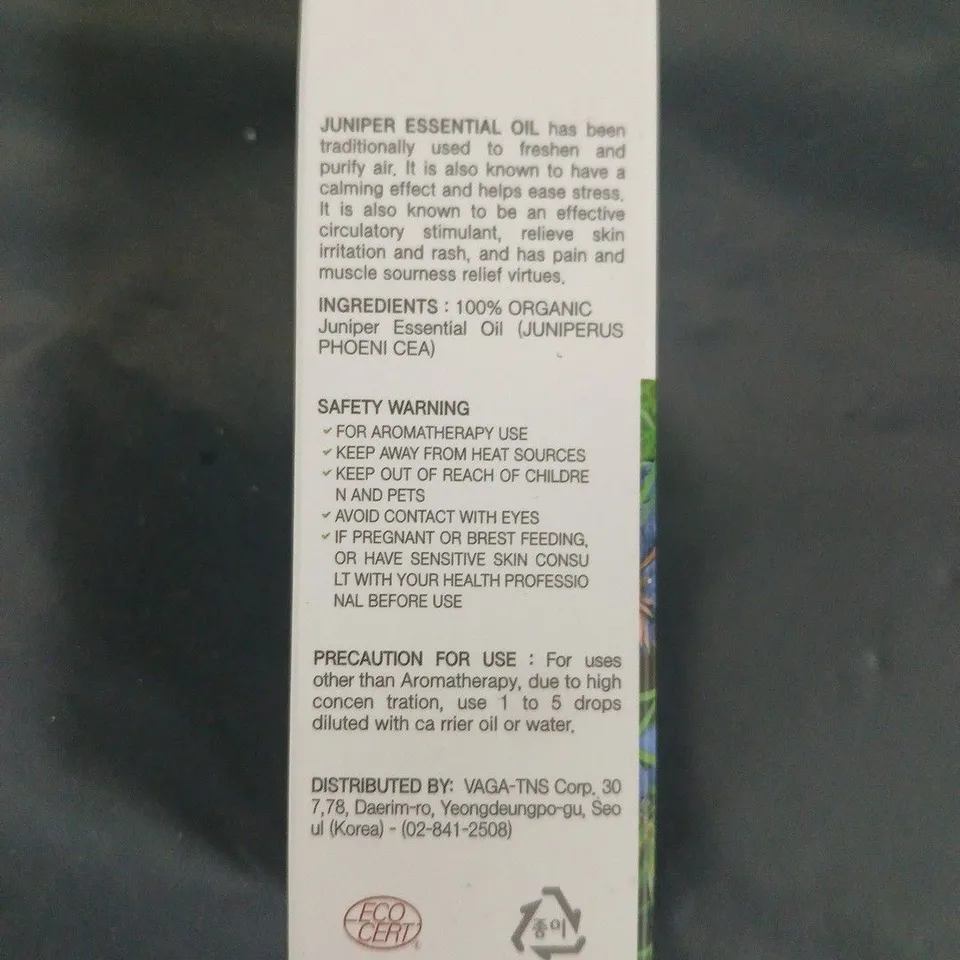 JUNIPER ESSENTIAL OIL has been
traditionally used to freshen and
purify air. It is also known to have a
calming effect and helps ease stress.
It is also known to be an effective
circulatory stimulant, relieve skin
irritation and rash, and has pain and
muscle sourness relief virtues.
INGREDIENTS : 100% ORGANIC
Juniper Essential Oil (JUNIPERUS
PHOENI CEA)
SAFETY WARNING
✓ FOR AROMATHERAPY USE
✓ KEEP AWAY FROM HEAT SOURCES
✓ KEEP OUT OF REACH OF CHILDRE
N AND PETS
✓ AVOID CONTACT WITH EYES
✓ IF PREGNANT OR BREST FEEDING,
OR HAVE SENSITIVE SKIN CONSU
LT WITH YOUR HEALTH PROFESSIO
NAL BEFORE USE
PRECAUTION FOR USE : For uses
other than Aromatherapy, due to high
concen tration, use 1 to 5 drops
diluted with ca rrier oil or water.
DISTRIBUTED BY: VAGA-TNS Corp. 30
7,78, Daerim-ro, Yeongdeungpo-gu, Seo
ul (Korea) - (02-841-2508)
ECO
CERT
종이